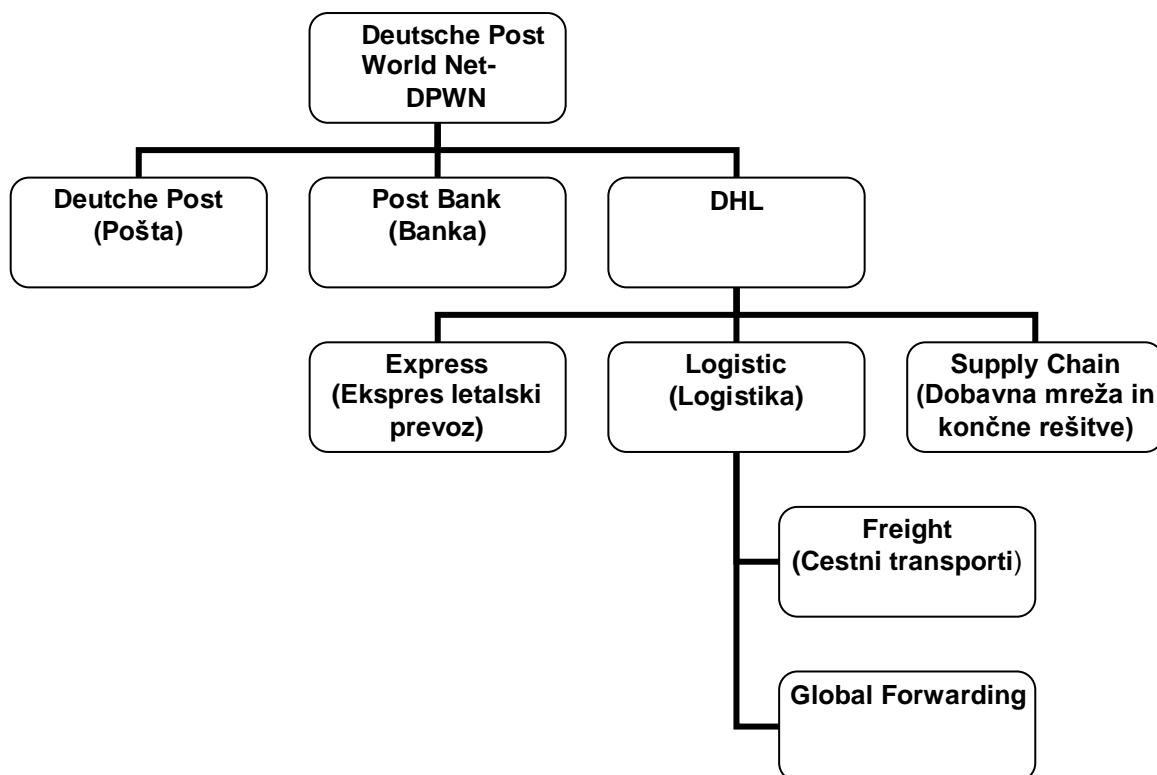 Deutsche Post
World Net-
DPWN
Deutche Post
(Pošta)
Post Bank
(Banka)
DHL
Express
(Ekspres letalski
prevoz)
Logistic
(Logistika)
Supply Chain
(Dobavna mreža in
končne rešitve)
Freight
(Cestni transporti)
Global Forwarding